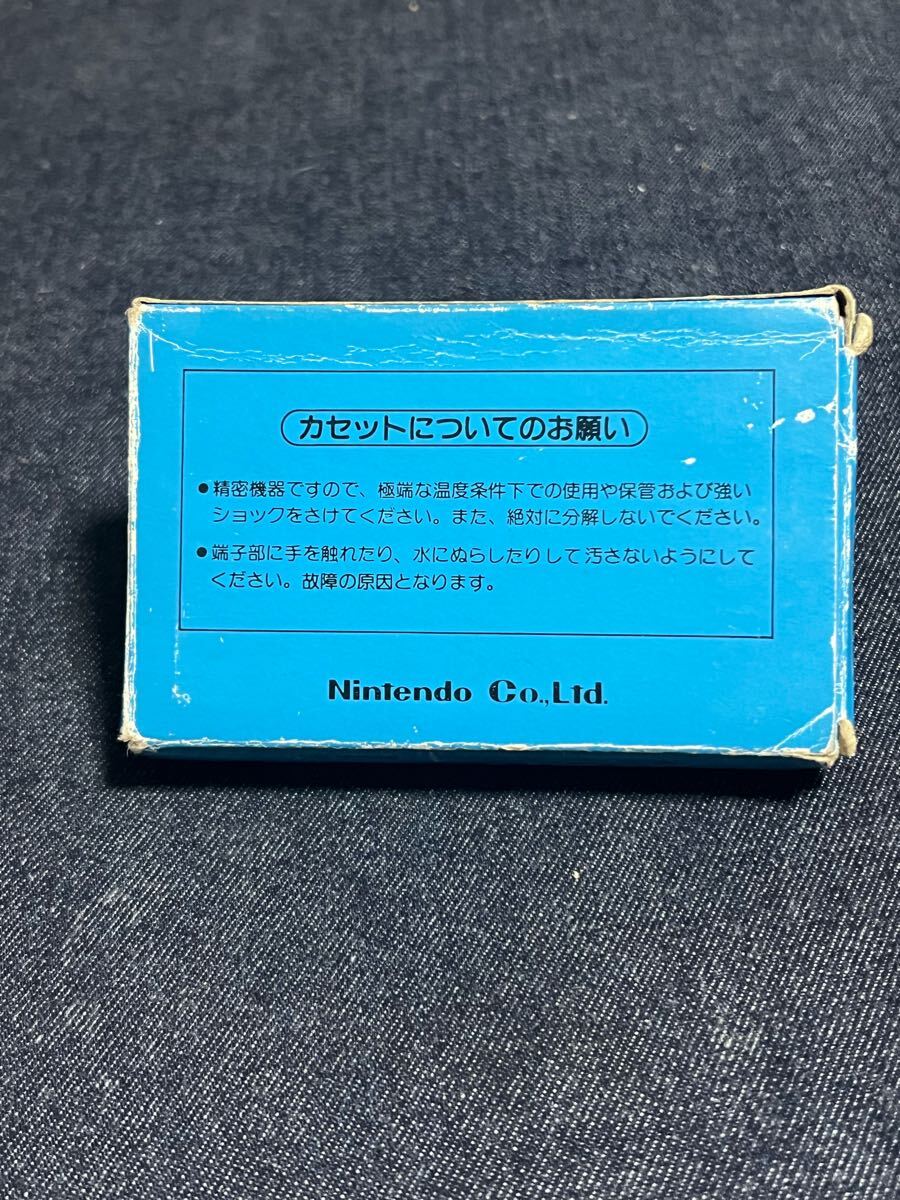 カセットについてのお願い
●精密機器ですので、極端な温度条件下での使用や保管および強い
ショックをさけてください。また、絶対に分解しないでください。
●端子部に手を触れたり、水にぬらしたりして汚さないようにして
ください。故障の原因となります。
Nintendo Co.,Ltd.